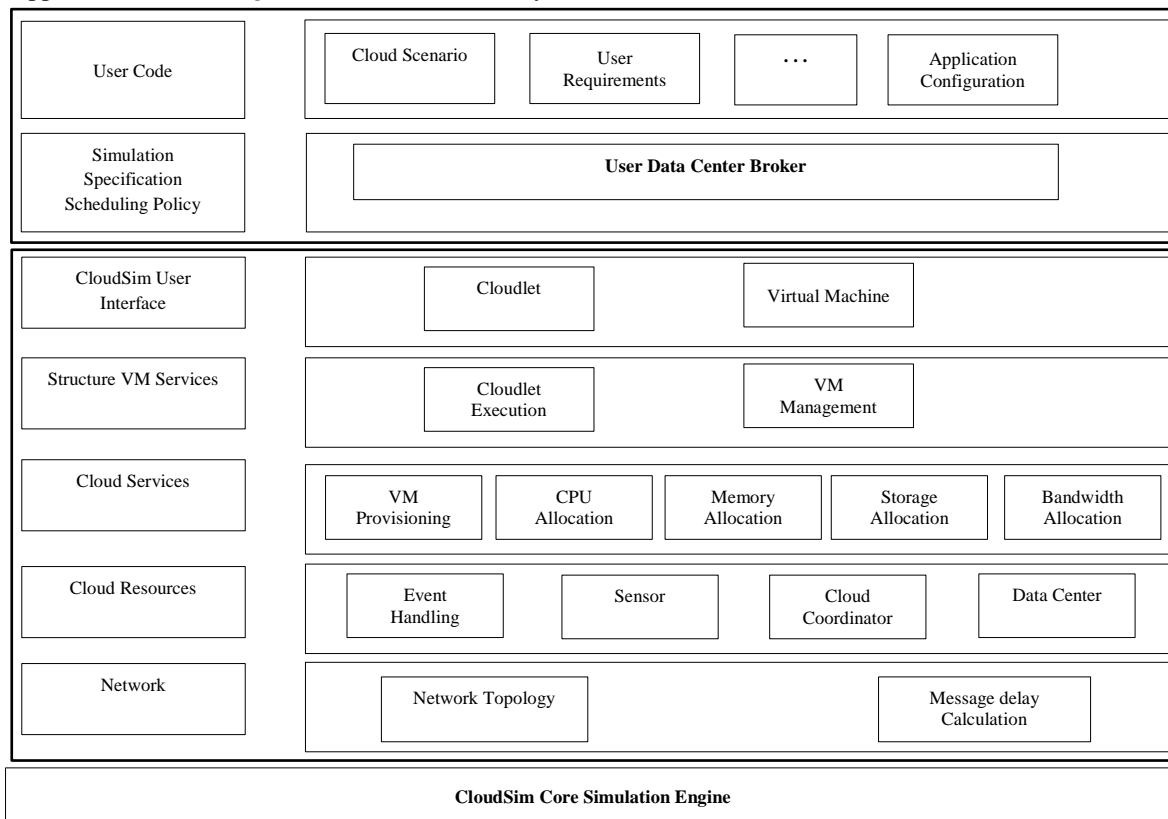 User Code
Cloud Scenario
User
Requirements
...
Application
Configuration
Simulation
Specification
Scheduling Policy
User Data Center Broker
CloudSim User
Interface
Cloudlet
Virtual Machine
Structure VM Services
Cloudlet
Execution
VM
Management
Cloud Services
VM
Provisioning
CPU
Allocation
Memory
Allocation
Storage
Allocation
Bandwidth
Allocation
Cloud Resources
Event
Handling
Sensor
Cloud
Coordinator
Data Center
Network
Network Topology
Message delay
Calculation
CloudSim Core Simulation Engine